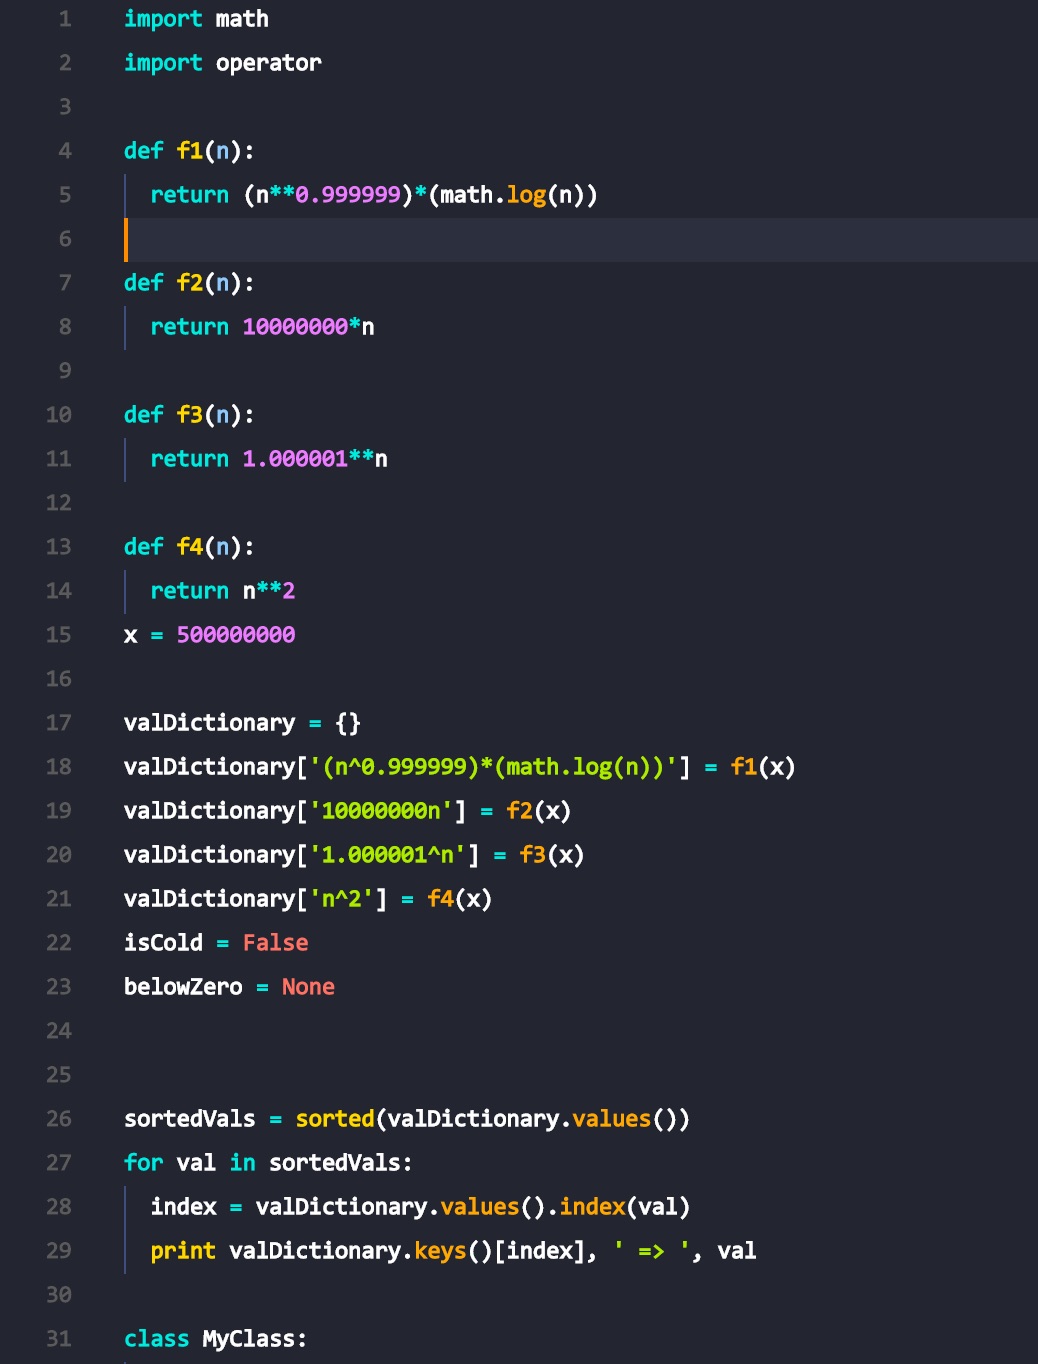 1 import math
2 import operator
3
4 def f1(n):
5   return (n**0.999999)*(math.log(n))
6
7 def f2(n):
8   return 10000000*n
9
10 def f3(n):
11   return 1.000001**n
12
13 def f4(n):
14   return n**2
15 x = 500000000
16
17 valDictionary = {}
18 valDictionary['(n^0.999999)*(math.log(n))'] = f1(x)
19 valDictionary['10000000n'] = f2(x)
20 valDictionary['1.000001^n'] = f3(x)
21 valDictionary['n^2'] = f4(x)
22 isCold = False
23 belowZero = None
24
25
26 sortedVals = sorted(valDictionary.values())
27 for val in sortedVals:
28   index = valDictionary.values().index(val)
29   print valDictionary.keys()[index], ' => ', val
30
31 class MyClass: